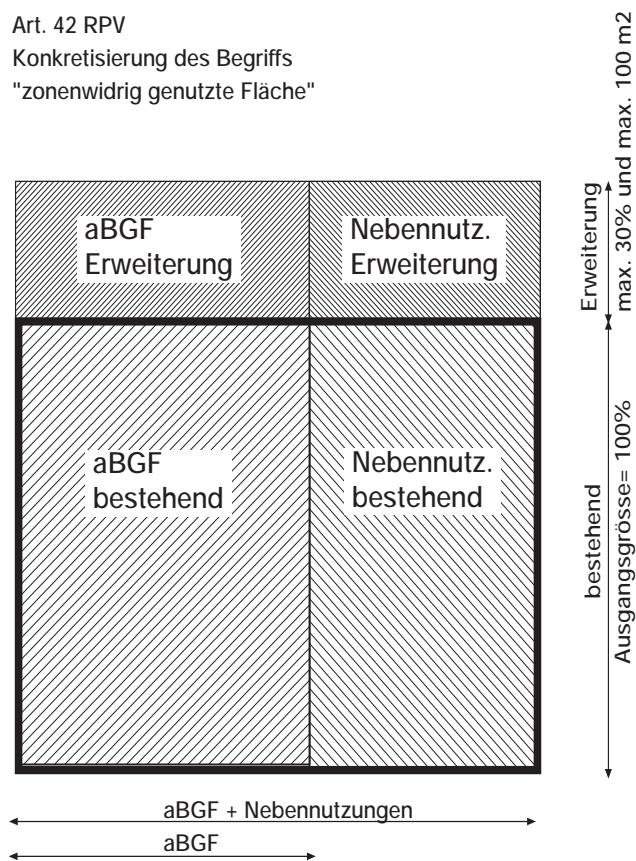 Art. 42 RPV
Konkretisierung des Begriffs
"zonenwidrig genutzte Fläche"
aBGF
Erweiterung
Nebennutz.
Erweiterung
Erweiterung
max. 30% und max. 100 m2
aBGF
bestehend
Nebennutz.
bestehend
bestehend
Ausgangsgrösse= 100%
aBGF + Nebennutzungen
aBGF